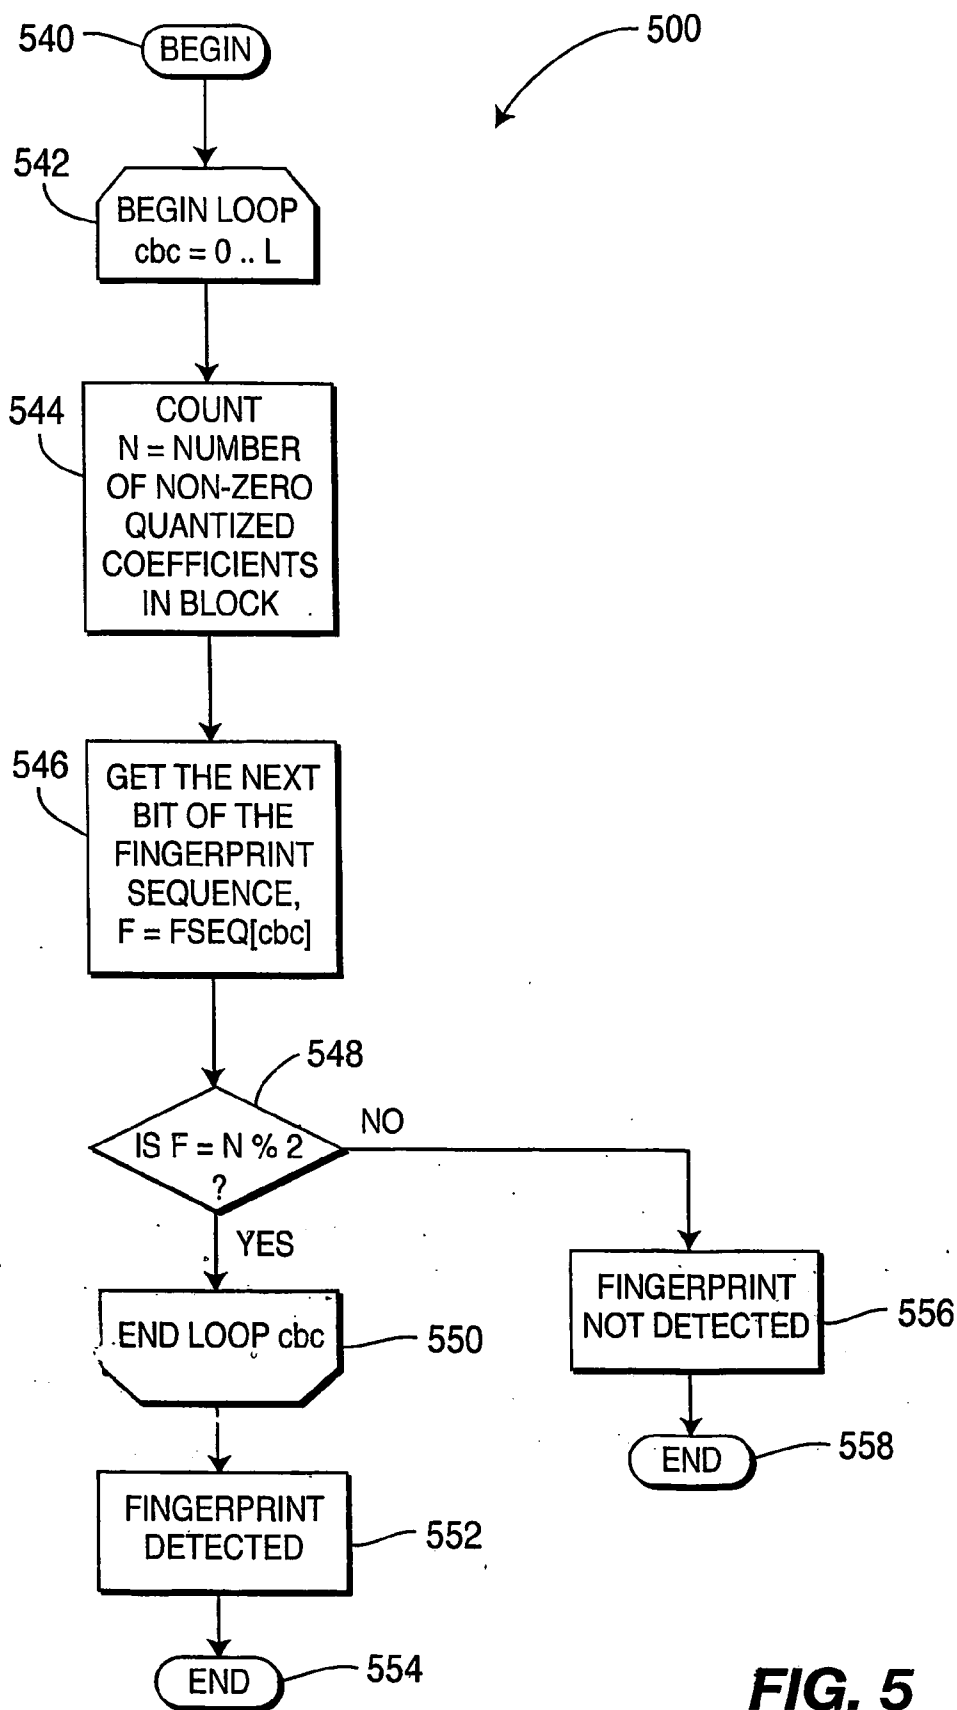 540
BEGIN
500
542
BEGIN LOOP
cbc = 0 .. L
544
COUNT
N = NUMBER
OF NON-ZERO
QUANTIZED
COEFFICIENTS
IN BLOCK
546
GET THE NEXT
BIT OF THE
FINGERPRINT
SEQUENCE,
F = FSEQ[cbc]
548
IS F = N % 2
?
NO
YES
END LOOP cbc
550
FINGERPRINT
NOT DETECTED
556
END
558
FINGERPRINT
DETECTED
552
END
554
FIG. 5